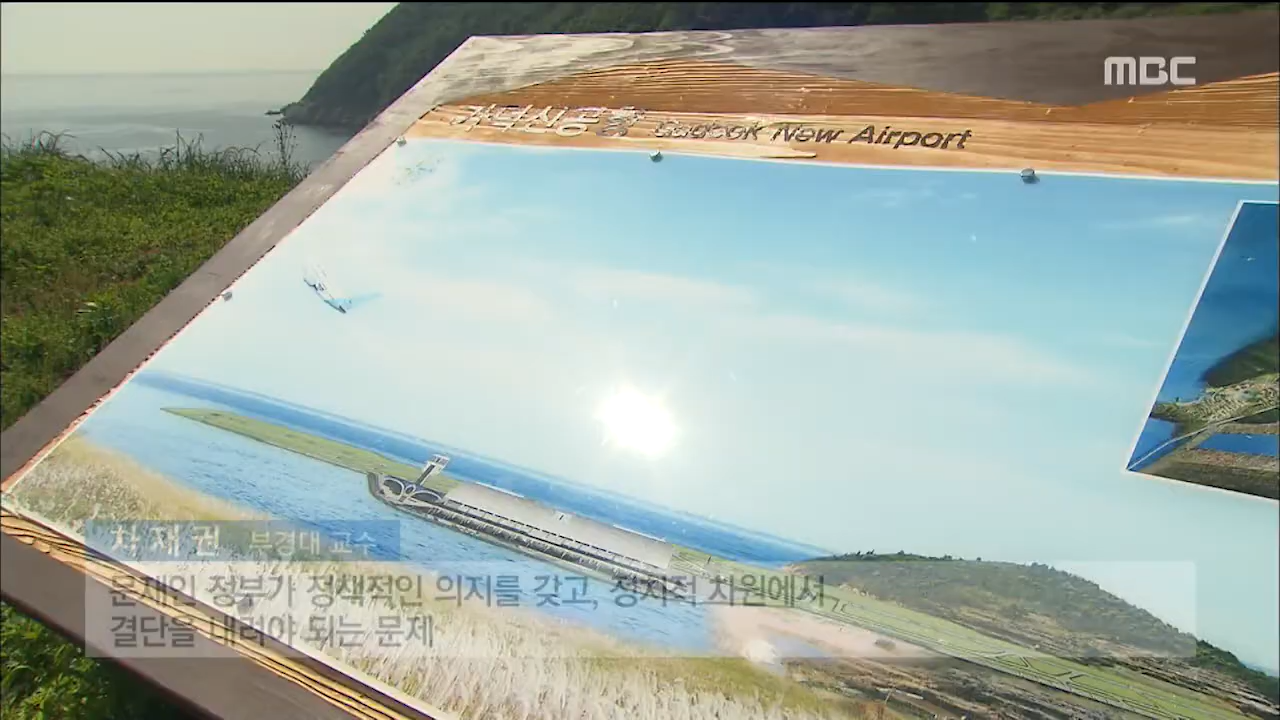 MBC
가덕신공항 Gadeok New Airport
차재권 부경대 교수
문재인 정부가 정책적인 의지를 갖고, 정치적 차원에서
결단을 내려야 되는 문제